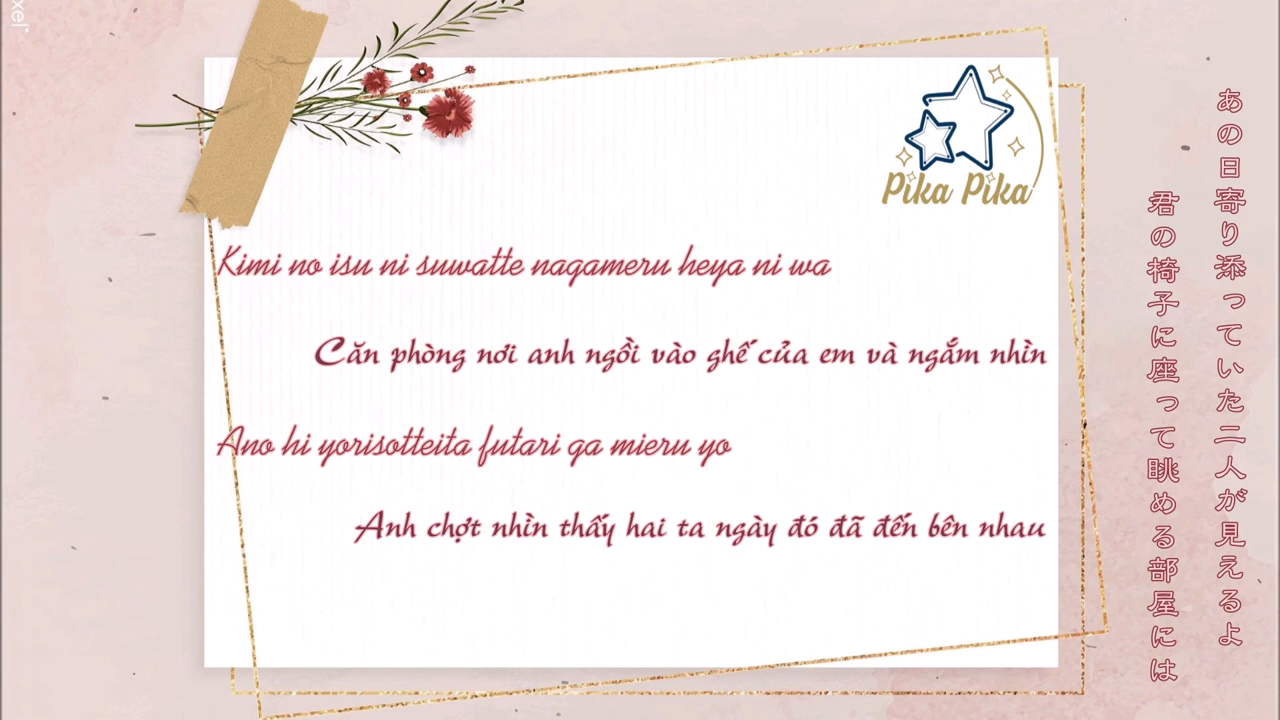 xel
Pika Pika
Kimi no isu ni suwatte nagameru heya ni wa
Căn phòng nơi anh ngồi vào ghế của em và ngắm nhìn
Ano hi yorisotteita futari ga mieru yo
Anh chợt nhìn thấy hai ta ngày đó đã đến bên nhau
君の椅子に座って眺める部屋には
あの日寄り添っていた二人が見えるよ